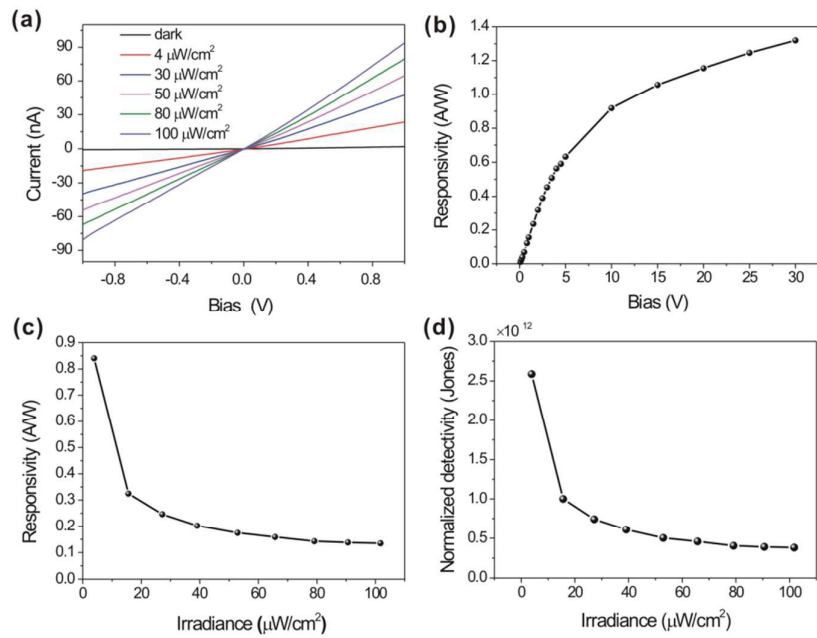 (a)
dark
4 μW/cm²
30 μW/cm²
50 μW/cm²
80 μW/cm²
100 μW/cm²
90
60
30
0
-30
-60
-90
Current (nA)
-0.8 -0.4 0.0 0.4 0.8
Bias (V)
(b)
1.4
1.2
1.0
0.8
0.6
0.4
0.2
0.0
Responsivity (A/W)
0 5 10 15 20 25 30
Bias (V)
(c)
0.9
0.8
0.7
0.6
0.5
0.4
0.3
0.2
0.1
0.0
Responsivity (A/W)
0 20 40 60 80 100
Irradiance (μW/cm²)
(d)
×10 ¹²
3.0
2.5
2.0
1.5
1.0
0.5
0.0
Normalized detectivity (Jones)
0 20 40 60 80 100
Irradiance (μW/cm²)